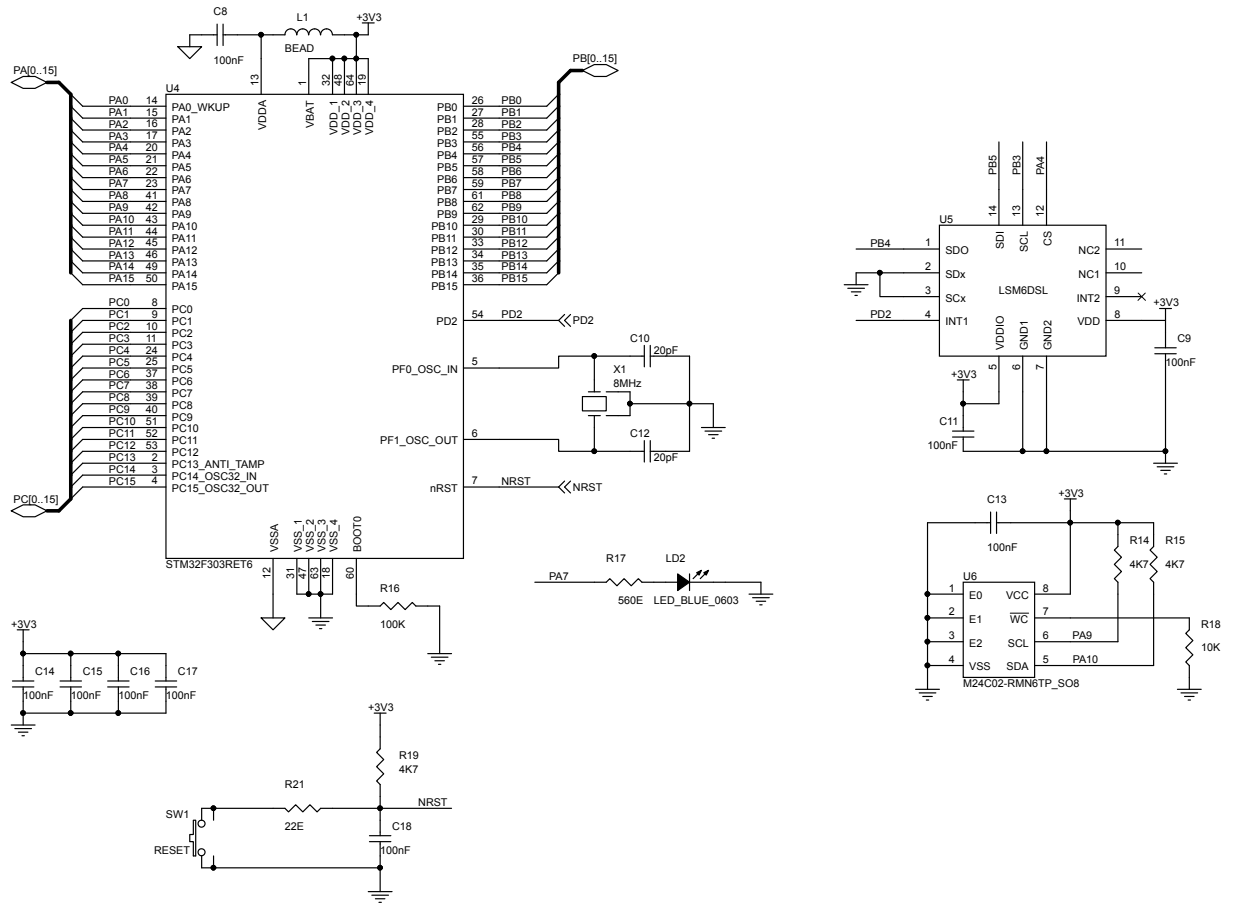 C8
100nF
L1
BEAD
+3V3
PA[0..15]
PB[0..15]
U4
13 VDDA
1 VBAT
32 VDD_1
48 VDD_2
64 VDD_3
19 VDD_4
PA0 14 PA0_WKUP
PA1 15 PA1
PA2 16 PA2
PA3 17 PA3
PA4 20 PA4
PA5 21 PA5
PA6 22 PA6
PA7 23 PA7
PA8 41 PA8
PA9 42 PA9
PA10 43 PA10
PA11 44 PA11
PA12 45 PA12
PA13 46 PA13
PA14 49 PA14
PA15 50 PA15
PC0 8 PC0
PC1 9 PC1
PC2 10 PC2
PC3 11 PC3
PC4 24 PC4
PC5 25 PC5
PC6 37 PC6
PC7 38 PC7
PC8 39 PC8
PC9 40 PC9
PC10 51 PC10
PC11 52 PC11
PC12 53 PC12
PC13 2 PC13_ANTI_TAMP
PC14 3 PC14_OSC32_IN
PC15 4 PC15_OSC32_OUT
PC[0..15]
PB0 26 PB0
PB1 27 PB1
PB2 28 PB2
PB3 55 PB3
PB4 56 PB4
PB5 57 PB5
PB6 58 PB6
PB7 59 PB7
PB8 61 PB8
PB9 62 PB9
PB10 29 PB10
PB11 30 PB11
PB12 33 PB12
PB13 34 PB13
PB14 35 PB14
PB15 36 PB15
PD2 54 PD2 PD2
PF0_OSC_IN 5
PF1_OSC_OUT 6
nRST 7 NRST NRST
C10
20pF
X1
8MHz
C12
20pF
VSSA 12
VSS_1 31
VSS_2 47
VSS_3 63
VSS_4 18
BOOT0 60
STM32F303RET6
R16
100K
PB5 14 SDI
PB3 13 SCL
PA4 12 CS
U5
PB4 1 SDO
2 SDx
3 SCx
PD2 4 INT1
LSM6DSL
NC2 11
NC1 10
INT2 9
VDD 8
VDDIO 5
GND1 6
GND2 7
+3V3
C9
100nF
+3V3
C11
100nF
PA7
R17
560E
LD2
LED_BLUE_0603
C13
100nF
+3V3
R14
4K7
R15
4K7
U6
1 E0
2 E1
3 E2
4 VSS
VCC 8
WC 7
SCL 6 PA9
SDA 5 PA10
M24C02-RMN6TP_SO8
R18
10K
+3V3
C14
100nF
C15
100nF
C16
100nF
C17
100nF
+3V3
R19
4K7
R21
22E
NRST
SW1
RESET
C18
100nF